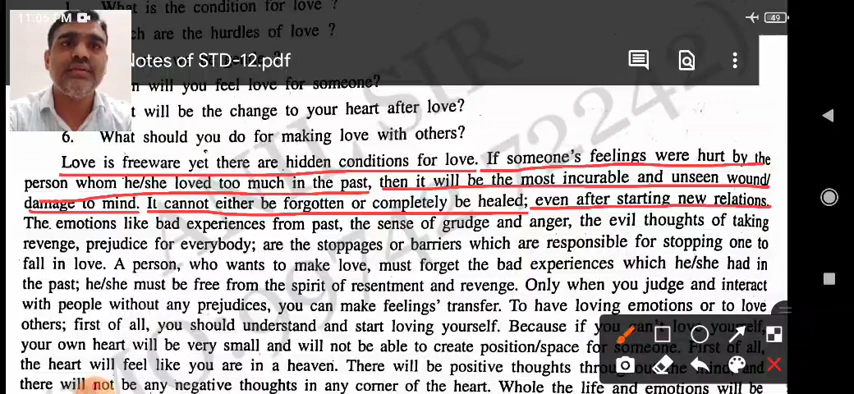 1. What is the condition for love ?
11:05 PM
ch are the hurdles of love ?
49
Notes of STD-12.pdf
n will you feel love for someone?
t will be the change to your heart after love?
6. What should you do for making love with others?
Love is freeware yet there are hidden conditions for love. If someone's feelings were hurt by the
person whom he/she loved too much in the past, then it will be the most incurable and unseen wound/
damage to mind. It cannot either be forgotten or completely be healed; even after starting new relations.
The emotions like bad experiences from past, the sense of grudge and anger, the evil thoughts of taking
revenge, prejudice for everybody; are the stoppages or barriers which are responsible for stopping one to
fall in love. A person, who wants to make love, must forget the bad experiences which he/she had in
the past; he/she must be free from the spirit of resentment and revenge. Only when you judge and interact
with people without any prejudices, you can make feelings' transfer. To have loving emotions or to love
others; first of all, you should understand and start loving yourself. Because if you can't love yourself,
your own heart will be very small and will not be able to create position/space for someone. First of all,
the heart will feel like you are in a heaven. There will be positive thoughts throughout the mind, and
there will not be any negative thoughts in any corner of the heart. Whole the life and emotions will be
ANIL SIR
MO.99742 72242)